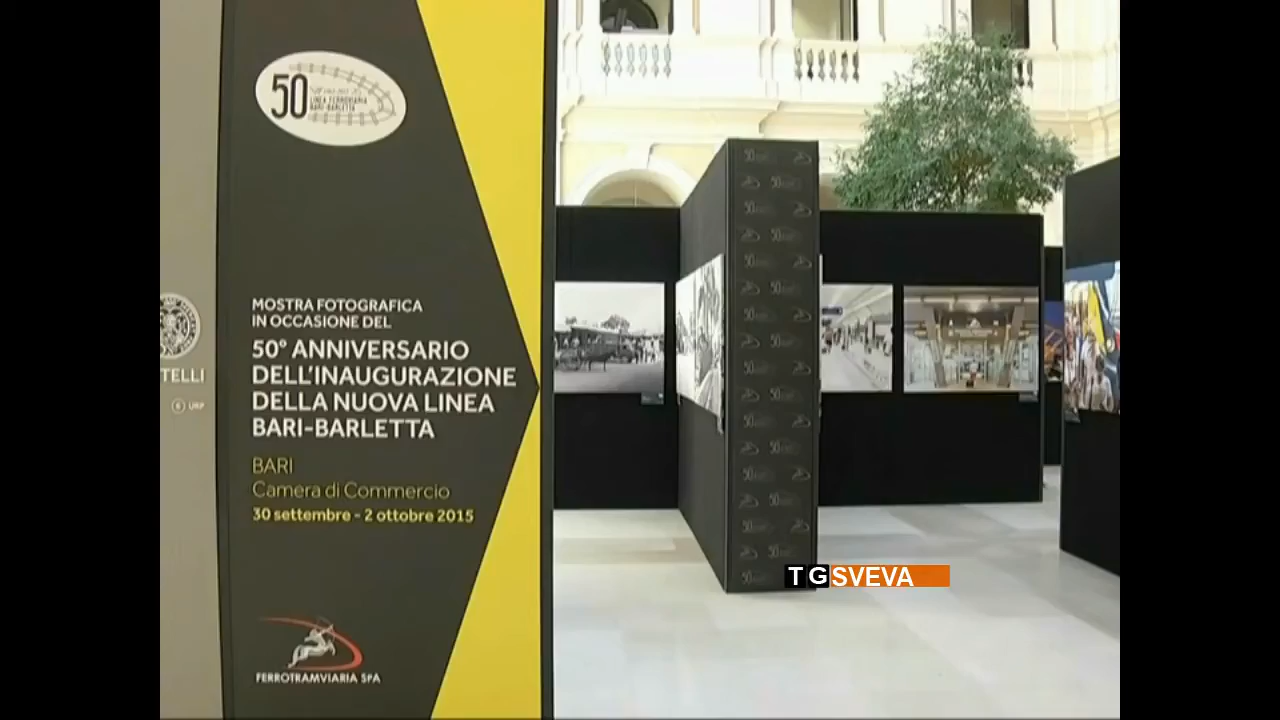 50
LINEA FERROVIARIA
BARI-BARLETTA
MOSTRA FOTOGRAFICA
IN OCCASIONE DEL
50° ANNIVERSARIO
DELL'INAUGURAZIONE
DELLA NUOVA LINEA
BARI-BARLETTA
BARI
Camera di Commercio
30 settembre - 2 ottobre 2015
FERROTRAMVIARIA SPA
TELLI
URP
TGSVEVA